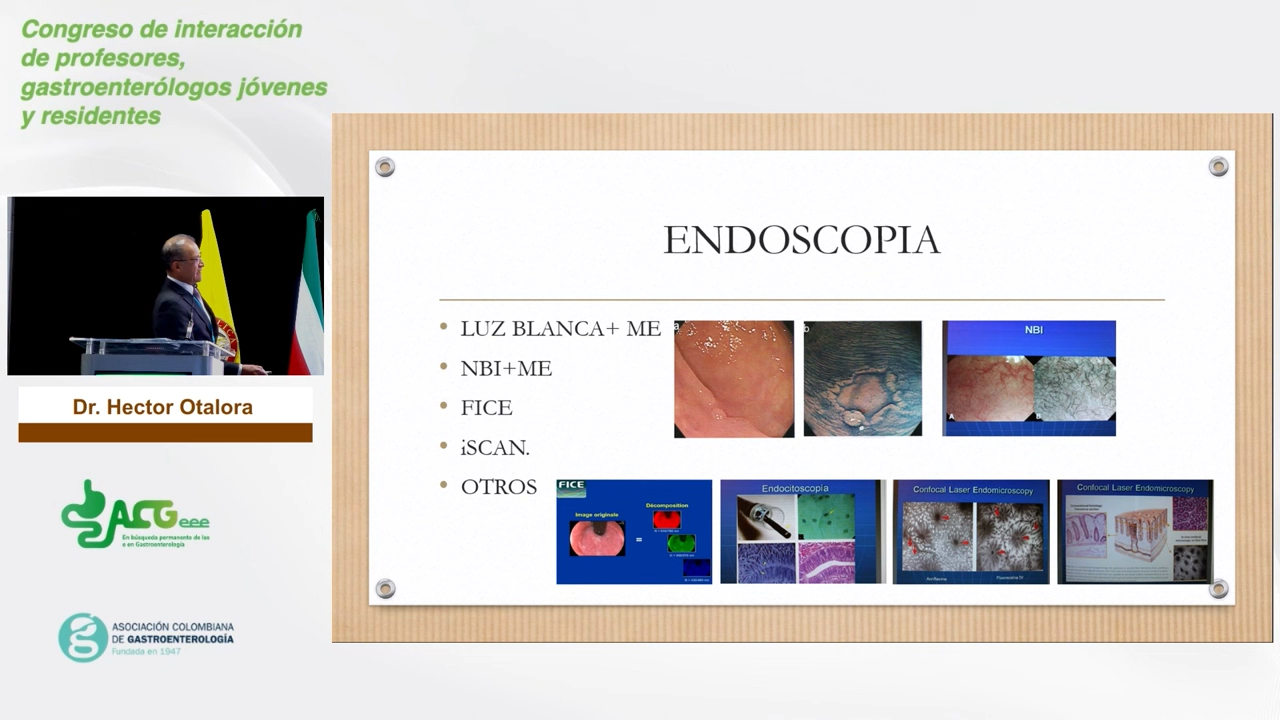 Congreso de interacción
de profesores,
gastroenterólogos jóvenes
y residentes
Dr. Hector Otalora
ACGeee
En búsqueda permanente de las
e en Gastroenterología
ASOCIACIÓN COLOMBIANA
DE GASTROENTEROLOGÍA
Fundada en 1947
ENDOSCOPIA
• LUZ BLANCA+ ME
• NBI+ME
• FICE
• iSCAN.
• OTROS
a
b
NBI
A
B
FICE
Image originale
Décomposition
=
Endocitoscopia
Confocal Laser Endomicroscopy
Confocal Laser Endomicroscopy